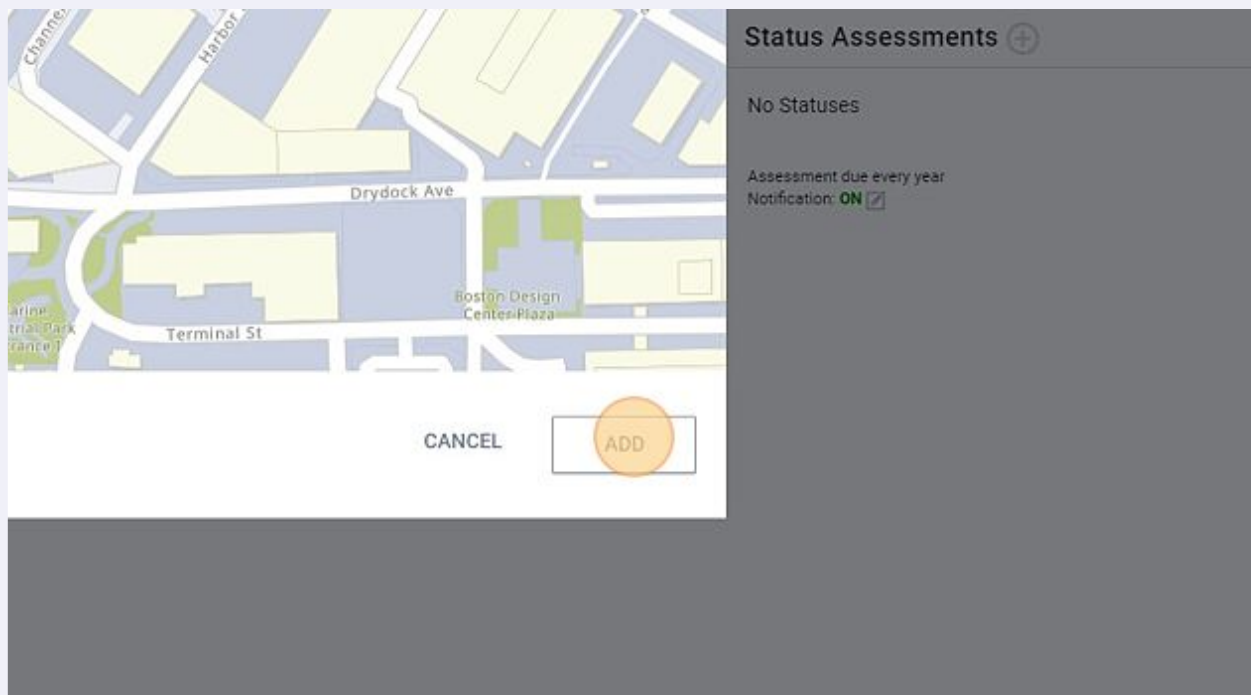 Channel
Harbor
Status Assessments
No Statuses
Drydock Ave
Assessment due every year
Notification: ON
Boston Design
Center Plaza
Terminal St
CANCEL
ADD